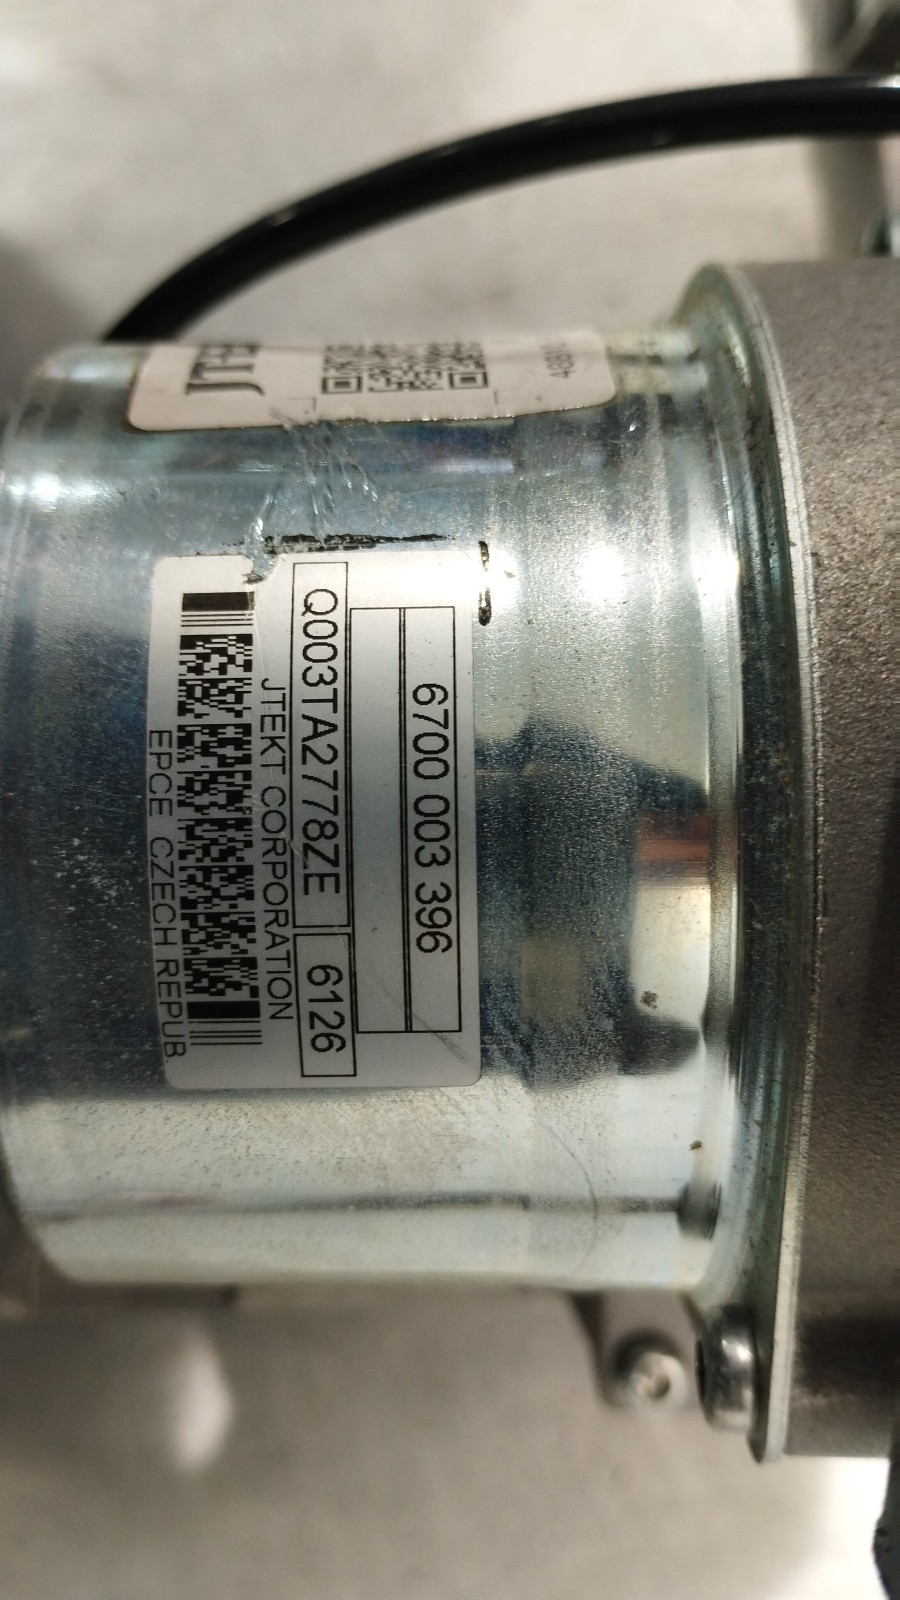 6700 003 396
Q003TA2778ZE 6126
JTEKT CORPORATION
EPCE CZECH REPUB.